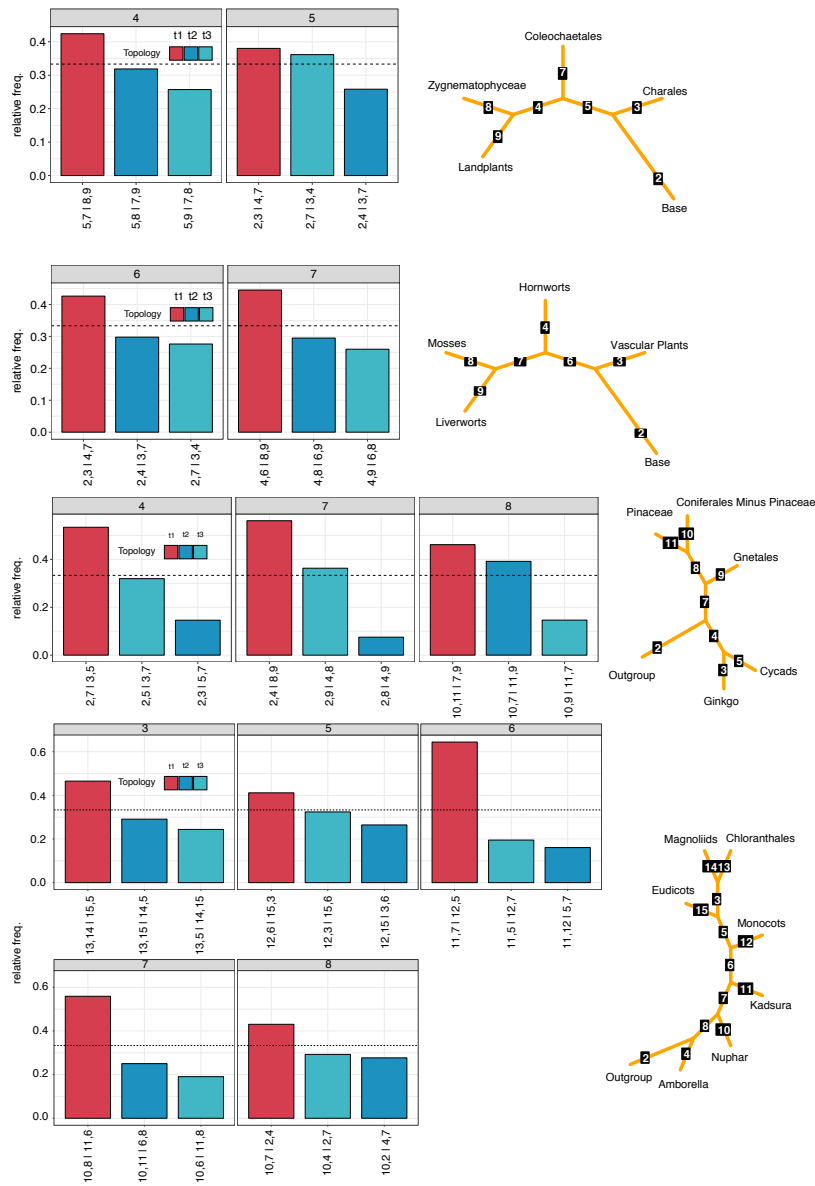 4 5
t1 t2 t3
Topology
relative freq.
0.4
0.3
0.2
0.1
0.0
5,7 | 8,9
5,8 | 7,9
5,9 | 7,8
2,3 | 4,7
2,7 | 3,4
2,4 | 3,7
Coleochaetales
7
Zygnematophyceae
8 4 5 3
Charales
9
Landplants
2
Base
6 7
t1 t2 t3
Topology
relative freq.
0.4
0.3
0.2
0.1
0.0
2,3 | 4,7
2,4 | 3,7
2,7 | 3,4
4,6 | 8,9
4,8 | 6,9
4,9 | 6,8
Hornworts
4
Mosses
8 7 6 3
Vascular Plants
9
Liverworts
2
Base
4 7 8
t1 t2 t3
Topology
relative freq.
0.4
0.2
0.0
2,7 | 3,5
2,5 | 3,7
2,3 | 5,7
2,4 | 8,9
2,9 | 4,8
2,8 | 4,9
10,11 | 7,9
10,7 | 11,9
10,9 | 11,7
Coniferales Minus Pinaceae
Pinaceae
10
11
Gnetales
8
9
7
4
2
5
3
Outgroup
Cycads
Ginkgo
3 5 6
t1 t2 t3
Topology
relative freq.
0.6
0.4
0.2
0.0
13,14 | 15,5
13,15 | 14,5
13,5 | 14,15
12,6 | 15,3
12,3 | 15,6
12,15 | 3,6
11,7 | 12,5
11,5 | 12,7
11,12 | 5,7
7 8
relative freq.
0.6
0.4
0.2
0.0
10,8 | 11,6
10,11 | 6,8
10,6 | 11,8
10,7 | 2,4
10,4 | 2,7
10,2 | 4,7
Magnoliids Chloranthales
14 13
Eudicots
3
15
Monocots
5
12
6
11
7
Kadsura
8
10
Nuphar
4
2
Outgroup
Amborella